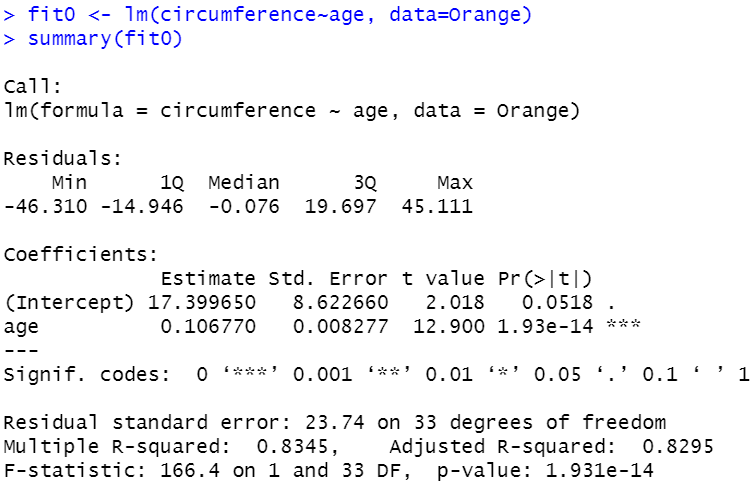 > fit0 <- lm(circumference~age, data=Orange)
> summary(fit0)

Call:
lm(formula = circumference ~ age, data = Orange)

Residuals:
    Min      1Q  Median      3Q     Max
-46.310 -14.946  -0.076  19.697  45.111

Coefficients:
             Estimate Std. Error t value Pr(>|t|)
(Intercept) 17.399650   8.622660   2.018   0.0518 .
age          0.106770   0.008277  12.900 1.93e-14 ***
---
Signif. codes:  0 ‘***’ 0.001 ‘**’ 0.01 ‘*’ 0.05 ‘.’ 0.1 ‘ ’ 1

Residual standard error: 23.74 on 33 degrees of freedom
Multiple R-squared:  0.8345,    Adjusted R-squared:  0.8295
F-statistic: 166.4 on 1 and 33 DF,  p-value: 1.931e-14